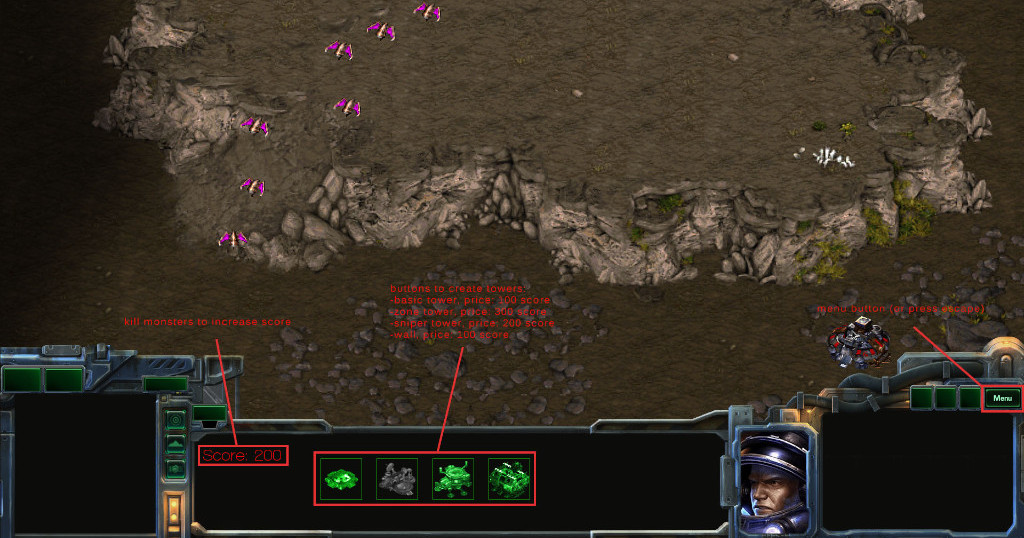 buttons to create towers
-basic tower, price: 100 score
-zone tower, price: 300 score
-sniper tower, price: 200 score
-wall, price: 100 score
kill monsters to increase score
menu button (or press escape)
Menu
Score: 200